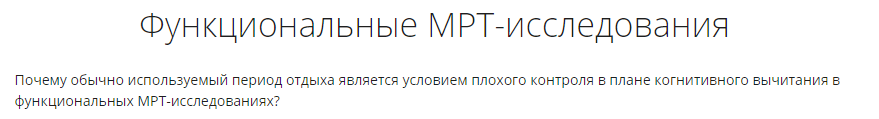 Функциональные МРТ-исследования
Почему обычно используемый период отдыха является условием плохого контроля в плане когнитивного вычитания в
функциональных МРТ-исследованиях?